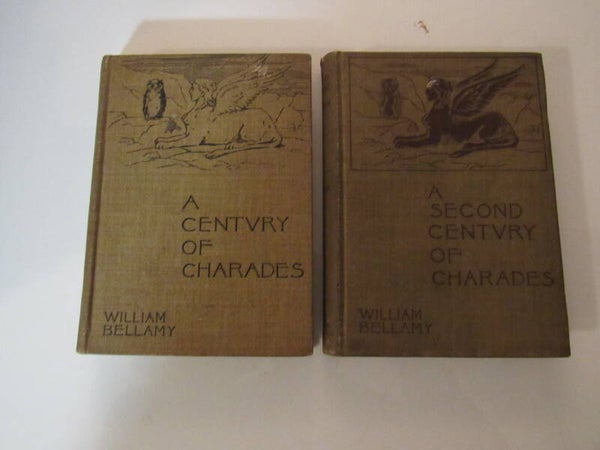 A
CENTVRY
OF
CHARADES
WILLIAM
BELLAMY
A
SECOND
CENTVRY
OF
CHARADES
WILLIAM
BELLAMY